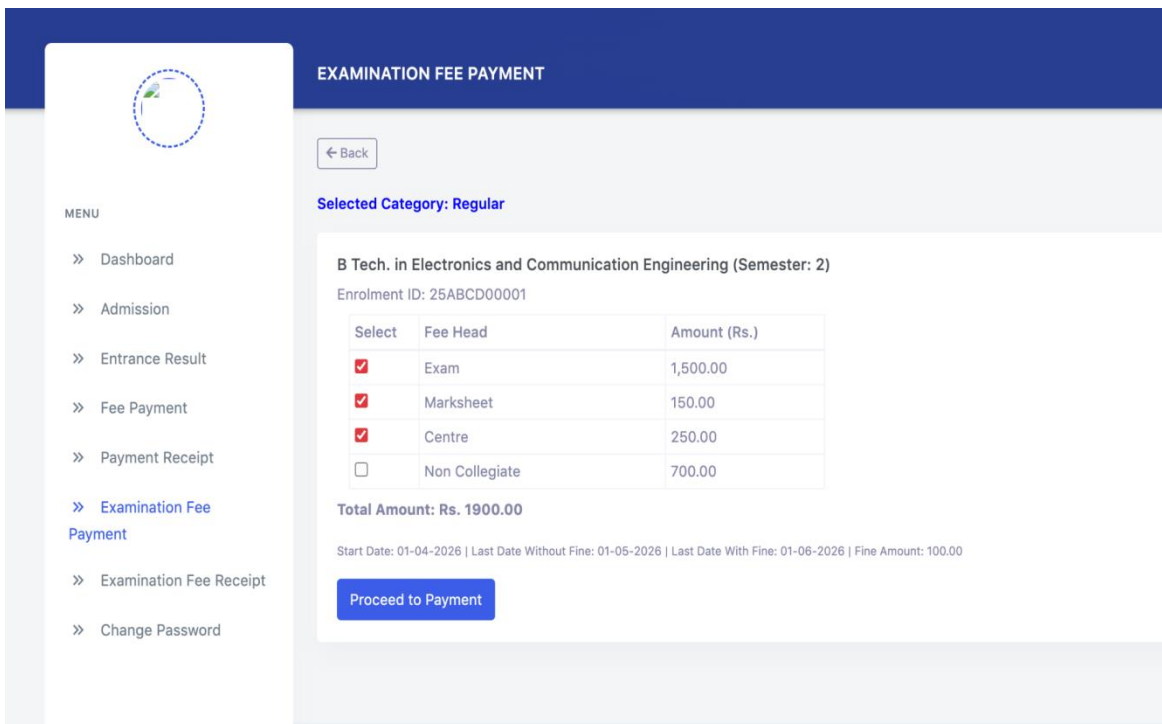 EXAMINATION FEE PAYMENT
← Back
Selected Category: Regular
MENU
» Dashboard
» Admission
» Entrance Result
» Fee Payment
» Payment Receipt
» Examination Fee
Payment
» Examination Fee Receipt
» Change Password
B Tech. in Electronics and Communication Engineering (Semester: 2)
Enrolment ID: 25ABCD00001
Select Fee Head Amount (Rs.)
Exam 1,500.00
Marksheet 150.00
Centre 250.00
Non Collegiate 700.00
Total Amount: Rs. 1900.00
Start Date: 01-04-2026 | Last Date Without Fine: 01-05-2026 | Last Date With Fine: 01-06-2026 | Fine Amount: 100.00
Proceed to Payment